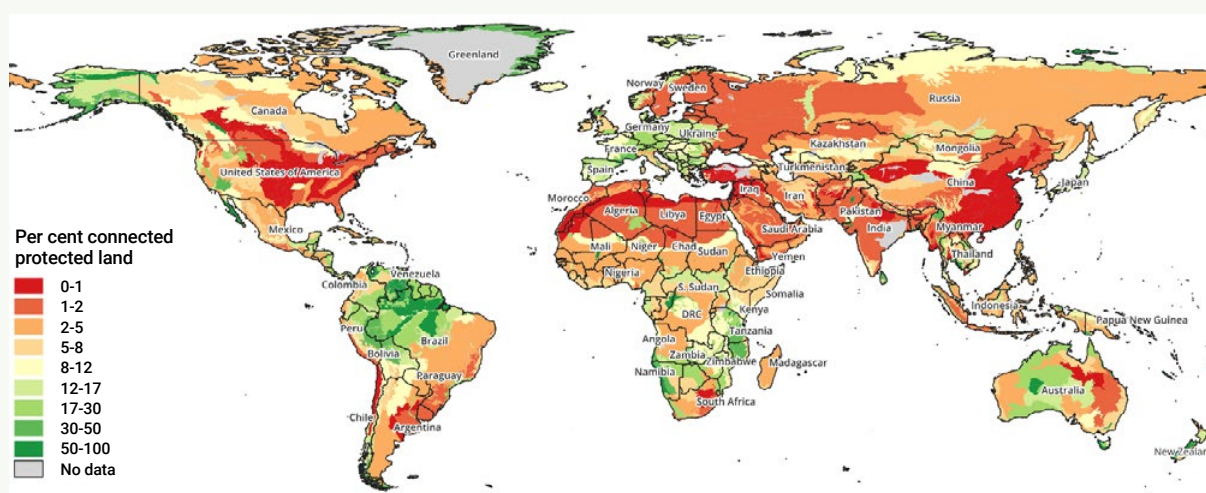 Greenland
Norway
Sweden
Russia
Canada
Germany
Ukraine
France
Kazakhstan
Mongolia
United States of America
Spain
Turkmenistan
China
Japan
Morocco
Iraq
Iran
Algeria
Libya
Egypt
Pakistan
India
Myanmar
Mexico
Saudi Arabia
Per cent connected
protected land
Mali
Niger
Chad
Sudan
Yemen
Thailand
Venezuela
Nigeria
Ethiopia
Colombia
S. Sudan
Somalia
0-1
1-2
2-5
5-8
8-12
12-17
17-30
30-50
50-100
No data
Indonesia
Kenya
DRC
Papua New Guinea
Peru
Brazil
Tanzania
Angola
Bolivia
Zambia
Zimbabwe
Madagascar
Paraguay
Namibia
Australia
South Africa
Chile
Argentina
New Zealan